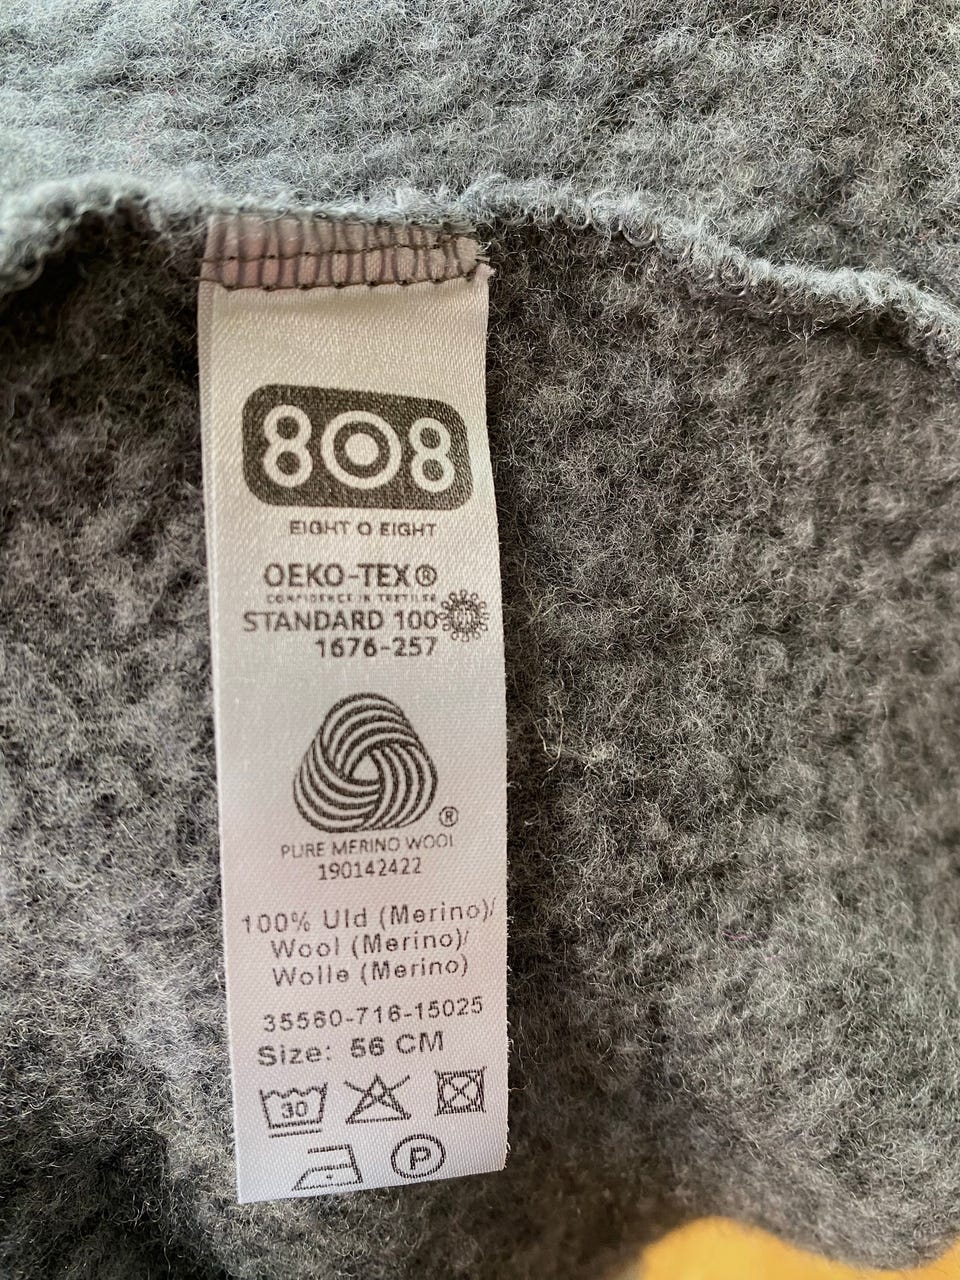 808
EIGHT O EIGHT
OEKO-TEX®
CONFIDENCE IN TEXTILES
STANDARD 100
1676-257
®
PURE MERINO WOOL
190142422
100% Uld (Merino)/
Wool (Merino)/
Wolle (Merino)
35560-716-15025
Size: 56 CM
30
P